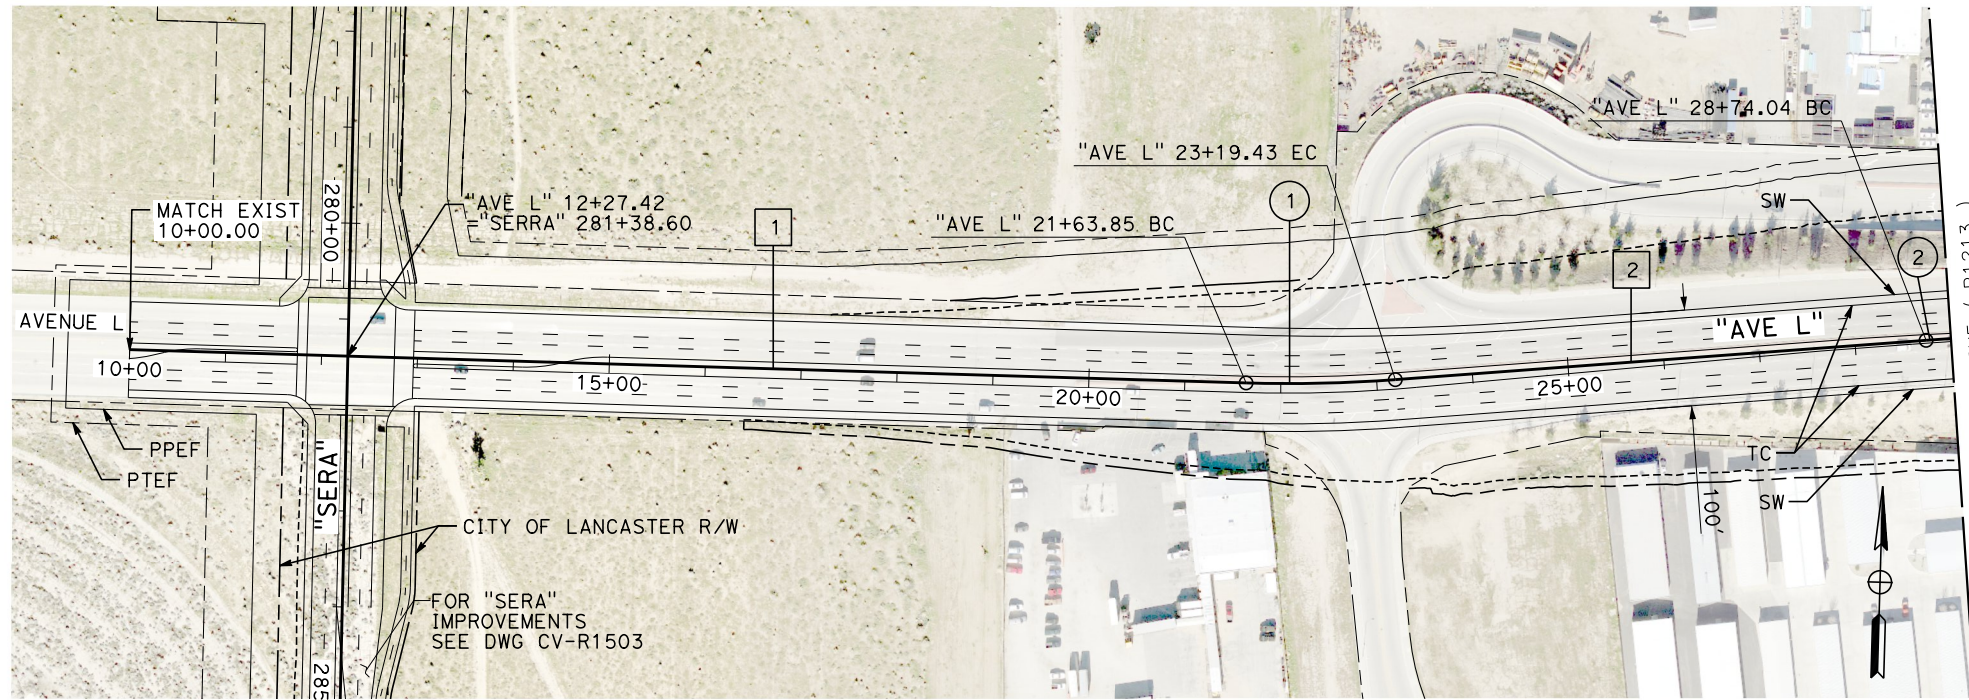 "AVE L" 28+74.04 BC
"AVE L" 23+19.43 EC
MATCH EXIST
10+00.00
280+00
"AVE L" 12+27.42
="SERRA" 281+38.60
1
"AVE L" 21+63.85 BC
1
SW
2
2
AVENUE L
"AVE L"
10+00
15+00
20+00
25+00
PPEF
PTEF
"SERA"
TC
SW
100'
CITY OF LANCASTER R/W
FOR "SERA"
IMPROVEMENTS
SEE DWG CV-R1503
285